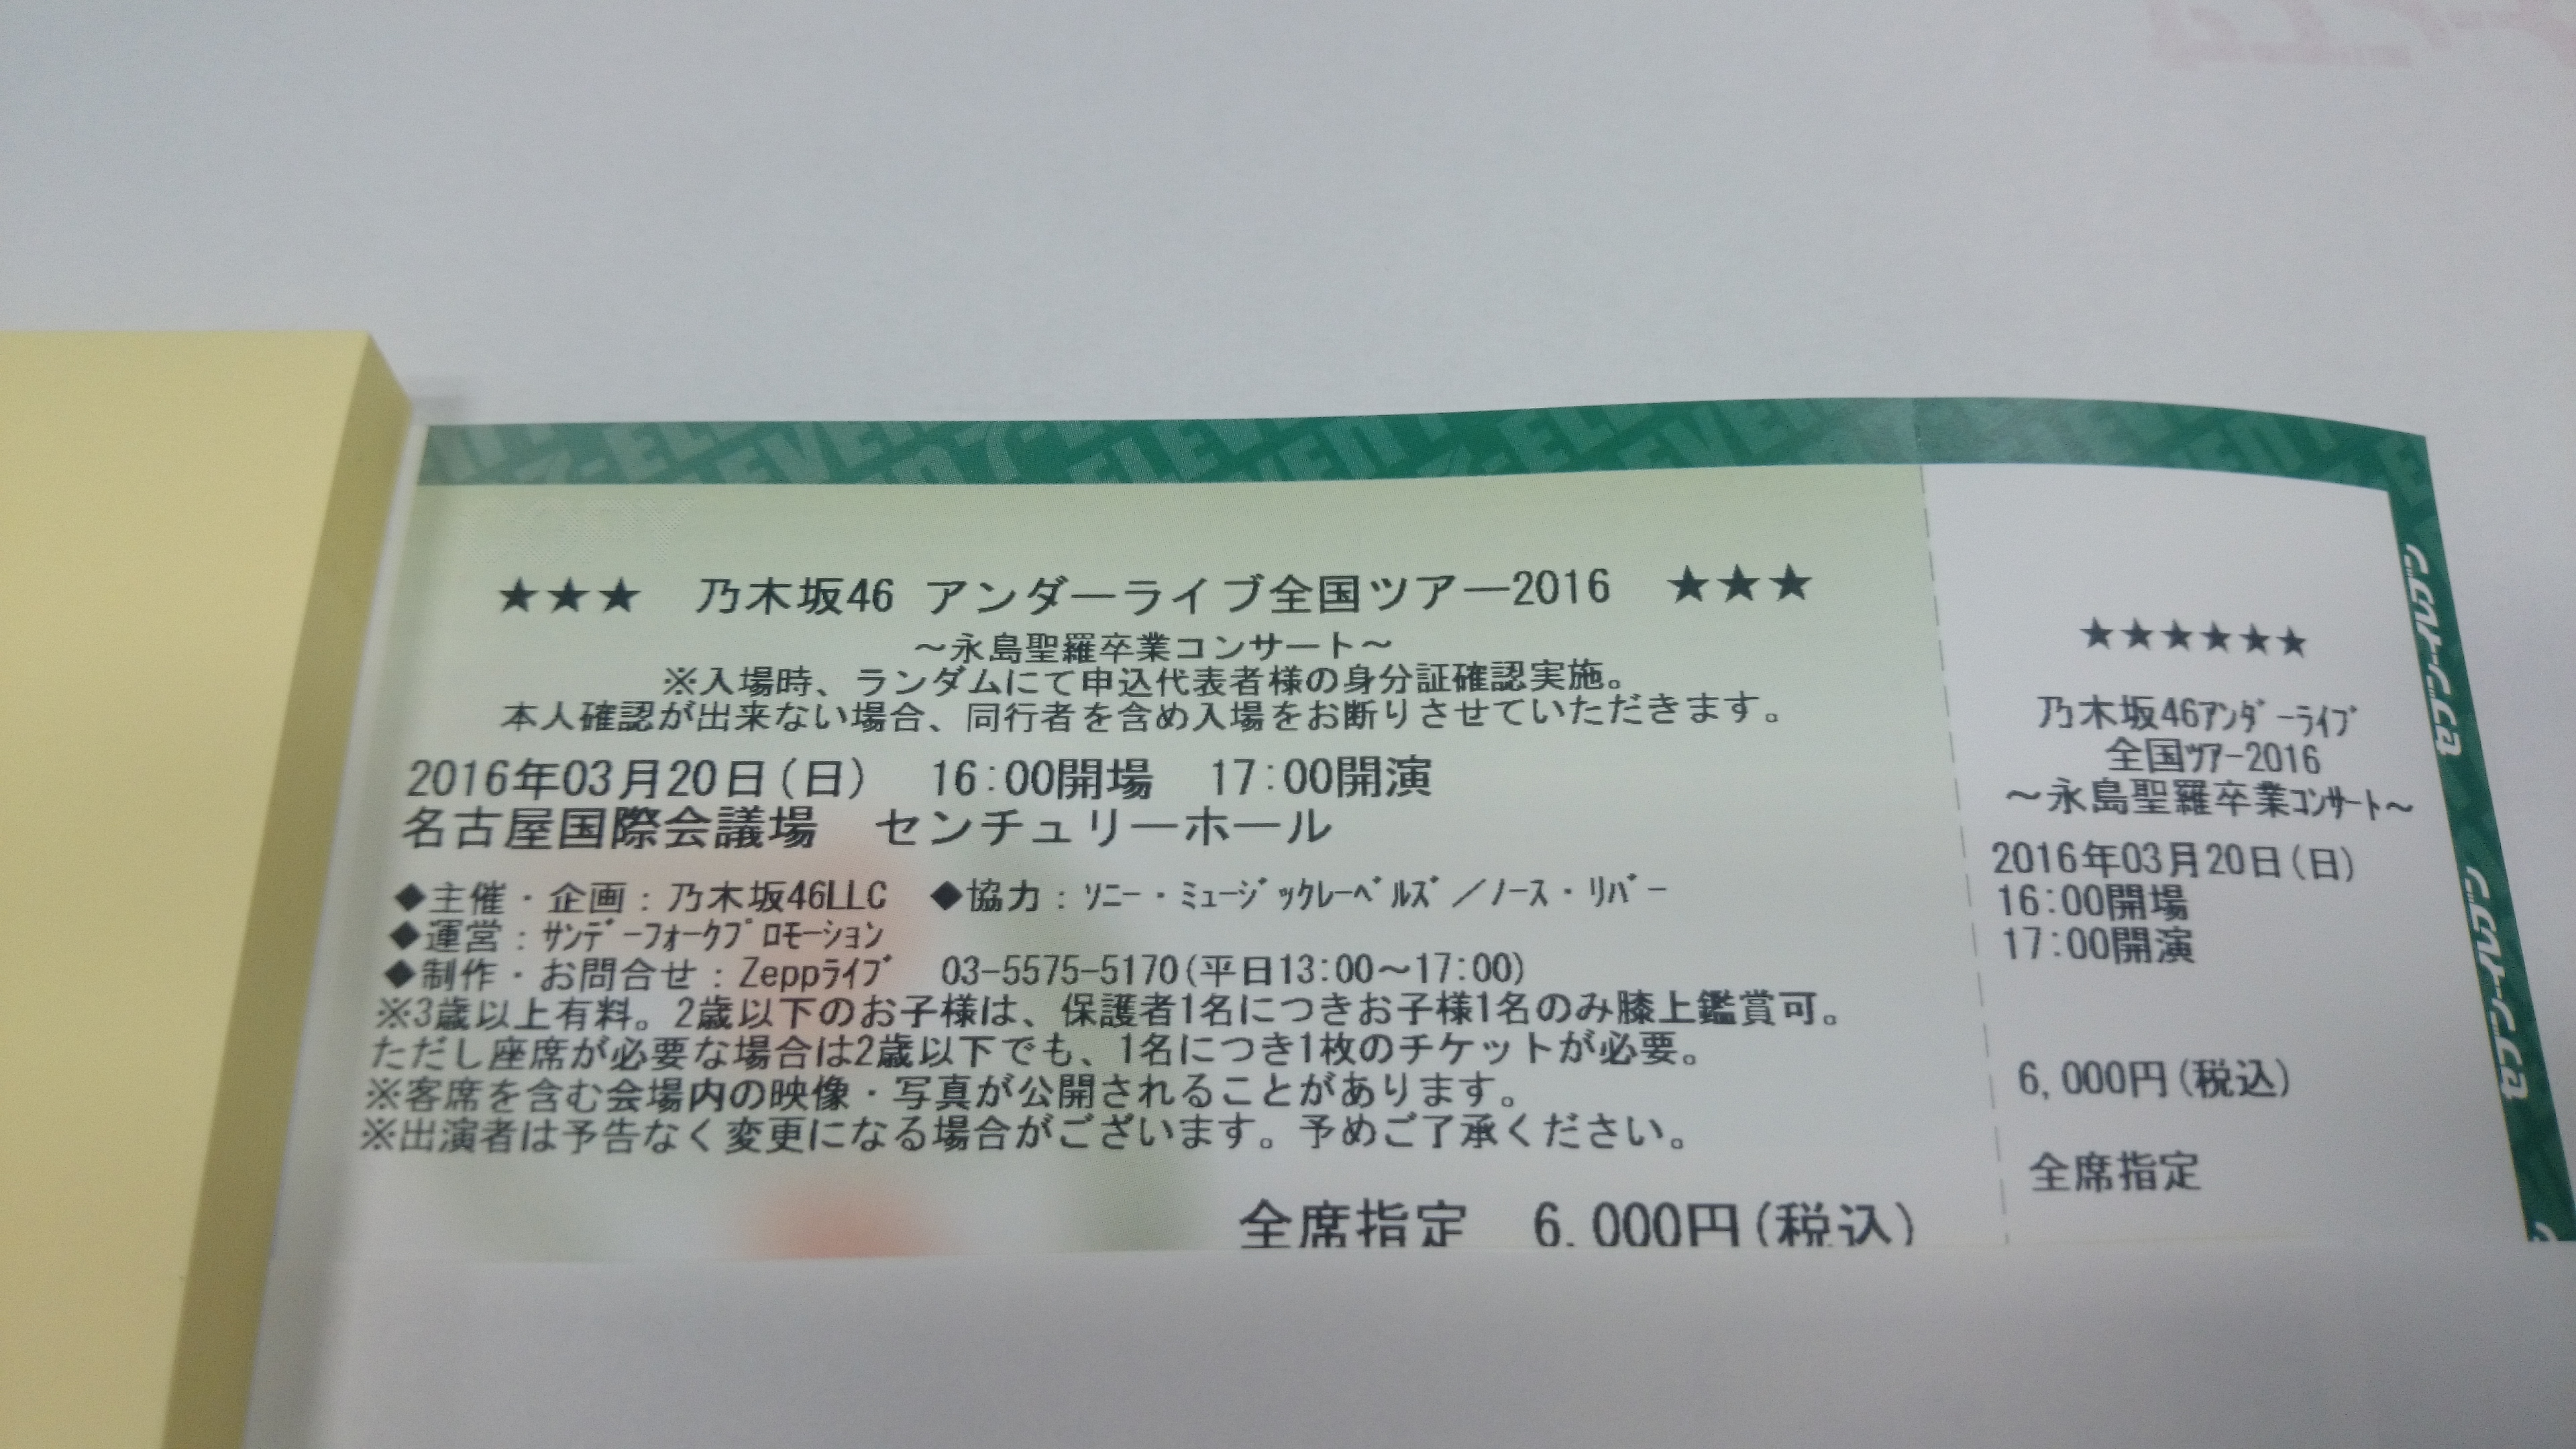 ★★★ 乃木坂46 アンダーライブ全国ツアー2016 ★★★
～永島聖羅卒業コンサート～
※入場時、ランダムにて申込代表者様の身分証確認実施。
本人確認が出来ない場合、同行者を含め入場をお断りさせていただきます。
2016年03月20日(日) 16:00開場 17:00開演
名古屋国際会議場 センチュリーホール
◆主催・企画：乃木坂46LLC ◆協力：ｿﾆｰ・ﾐｭｰｼﾞｯｸﾚｰﾍﾞﾙｽﾞ／ﾉｰｽ・ﾘﾊﾞｰ
◆運営：ｻﾝﾃﾞｰﾌｫｰｸﾌﾟﾛﾓｰｼｮﾝ
◆制作・お問合せ：Zeppﾗｲﾌﾞ 03-5575-5170(平日13:00～17:00)
※3歳以上有料。2歳以下のお子様は、保護者1名につきお子様1名のみ膝上鑑賞可。
ただし座席が必要な場合は2歳以下でも、1名につき1枚のチケットが必要。
※客席を含む会場内の映像・写真が公開されることがあります。
※出演者は予告なく変更になる場合がございます。予めご了承ください。
全席指定 6,000円(税込)
★★★★★★
乃木坂46ｱﾝﾀﾞｰﾗｲﾌﾞ
全国ﾂｱｰ2016
～永島聖羅卒業ｺﾝｻｰﾄ～
2016年03月20日(日)
16:00開場
17:00開演
6,000円(税込)
全席指定
セブン-イレブン
セブン-イレブン